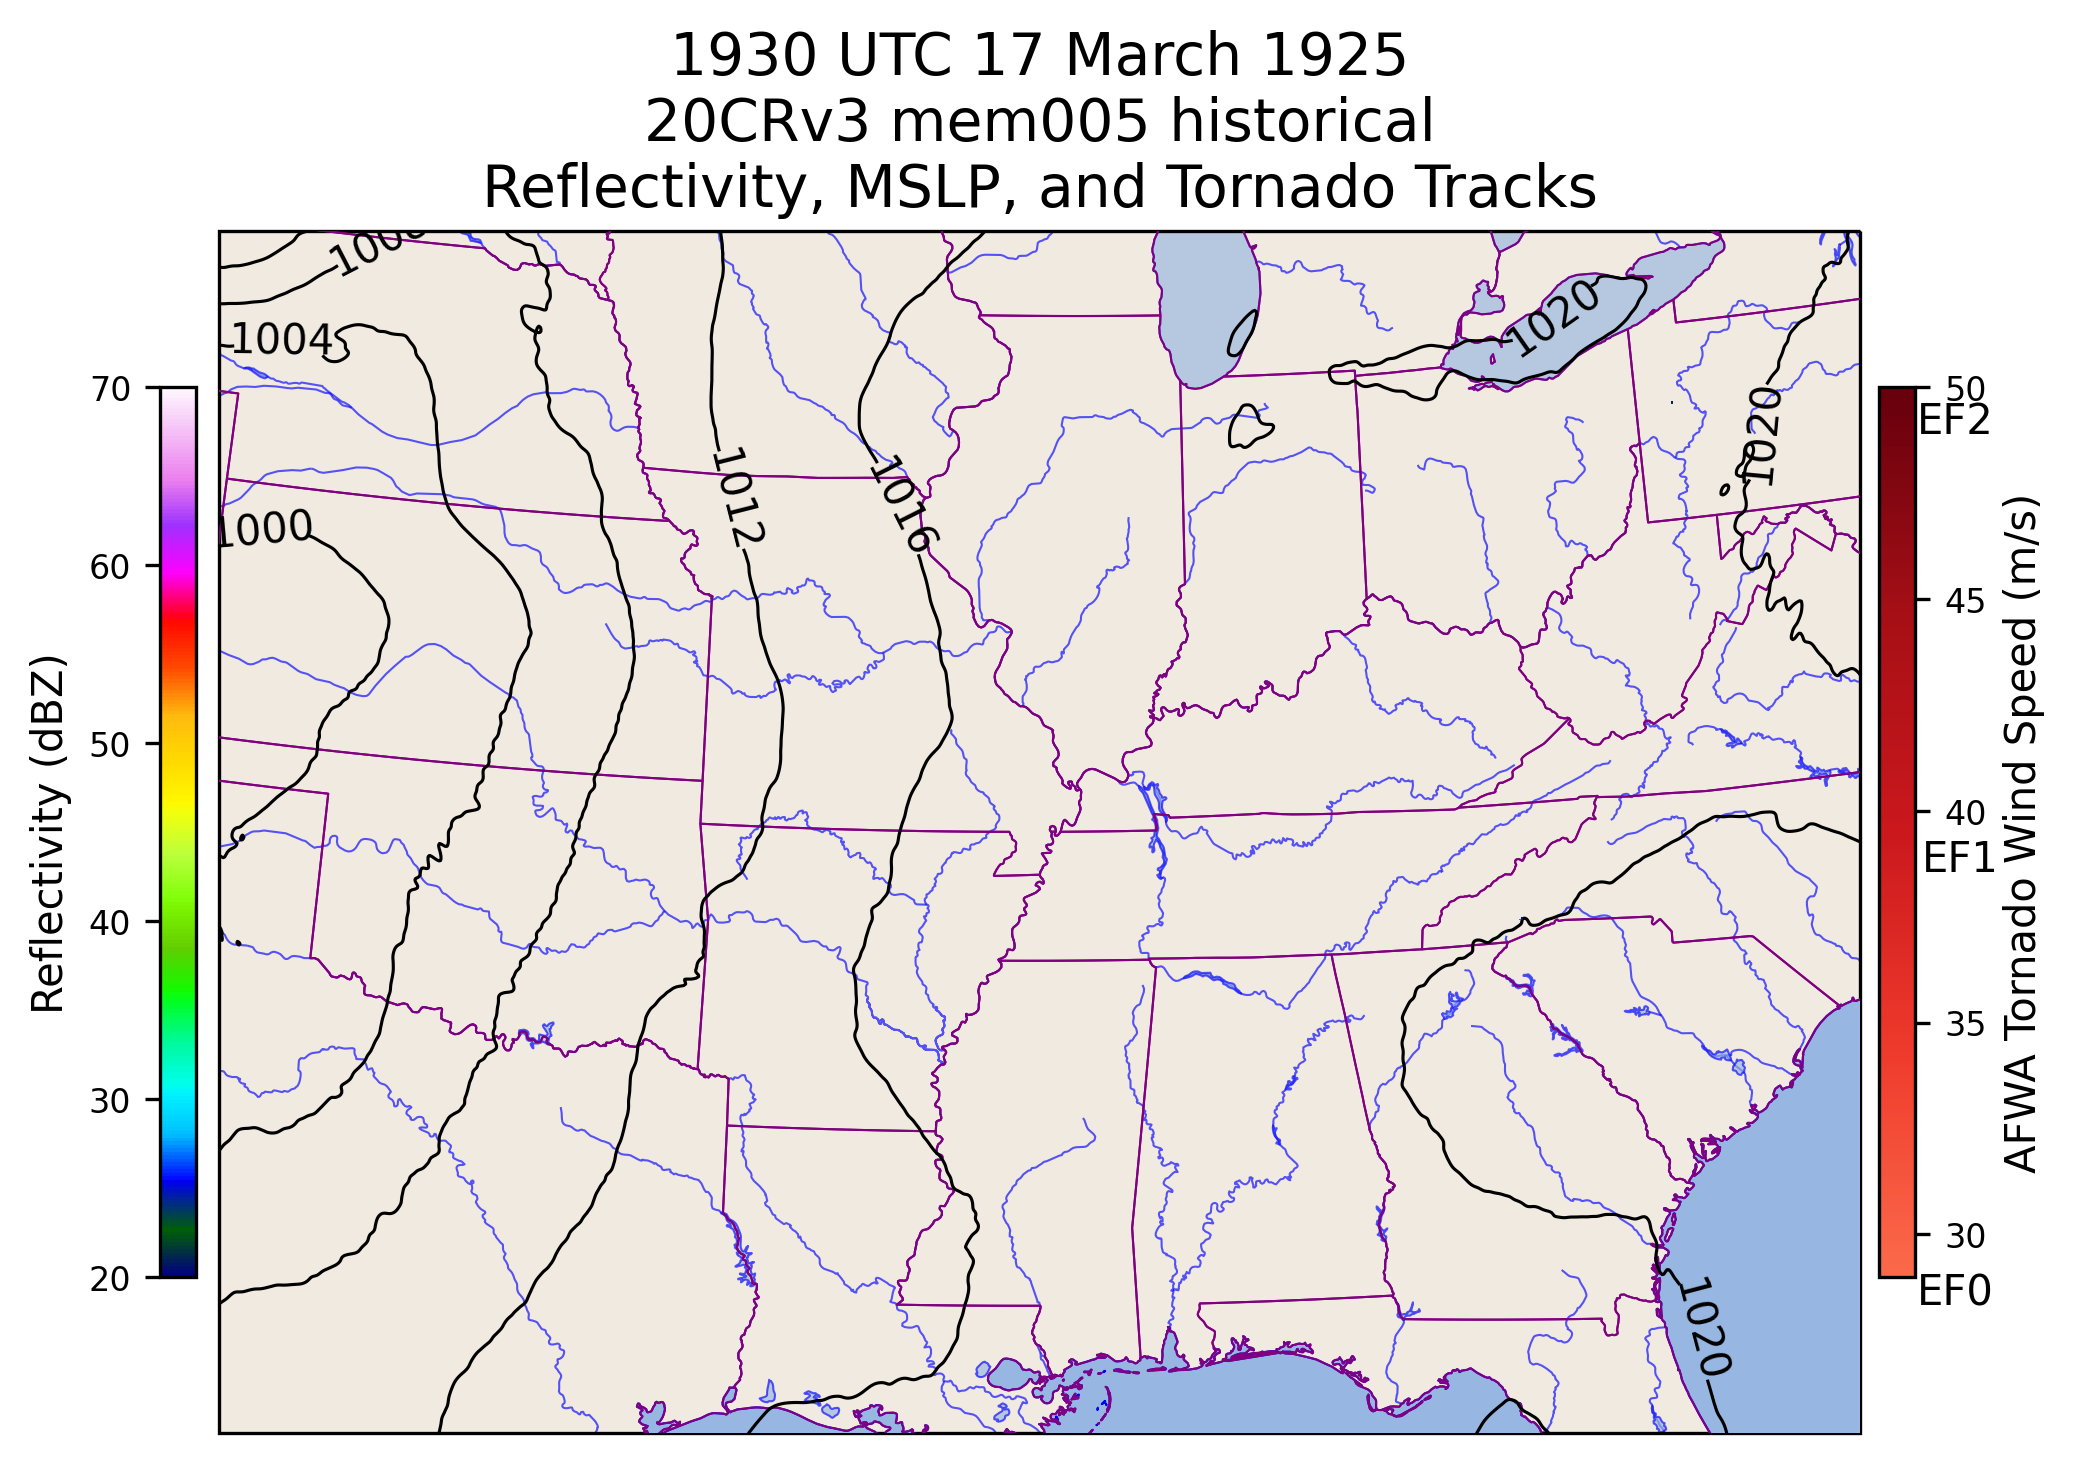 1930 UTC 17 March 1925
20CRv3 mem005 historical
Reflectivity, MSLP, and Tornado Tracks
1004
1000
1012
1016
1020
1020
1020
Reflectivity (dBZ)
70
60
50
40
30
20
50
EF2
45
40
EF1
35
30
EF0
AFWA Tornado Wind Speed (m/s)